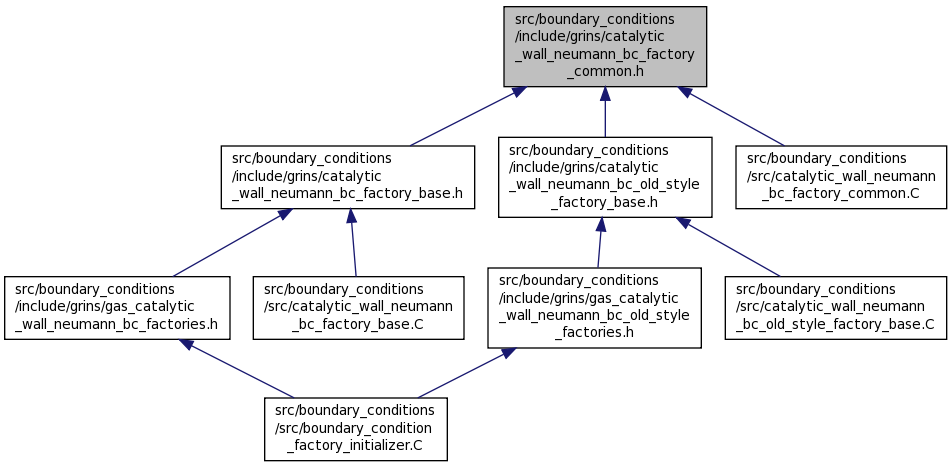 src/boundary_conditions
/include/grins/catalytic
_wall_neumann_bc_factory
_common.h
src/boundary_conditions
/include/grins/catalytic
_wall_neumann_bc_factory_base.h
src/boundary_conditions
/include/grins/catalytic
_wall_neumann_bc_old_style
_factory_base.h
src/boundary_conditions
/src/catalytic_wall_neumann
_bc_factory_common.C
src/boundary_conditions
/include/grins/gas_catalytic
_wall_neumann_bc_factories.h
src/boundary_conditions
/src/catalytic_wall_neumann
_bc_factory_base.C
src/boundary_conditions
/include/grins/gas_catalytic
_wall_neumann_bc_old_style
_factories.h
src/boundary_conditions
/src/catalytic_wall_neumann
_bc_old_style_factory_base.C
src/boundary_conditions
/src/boundary_condition
_factory_initializer.C